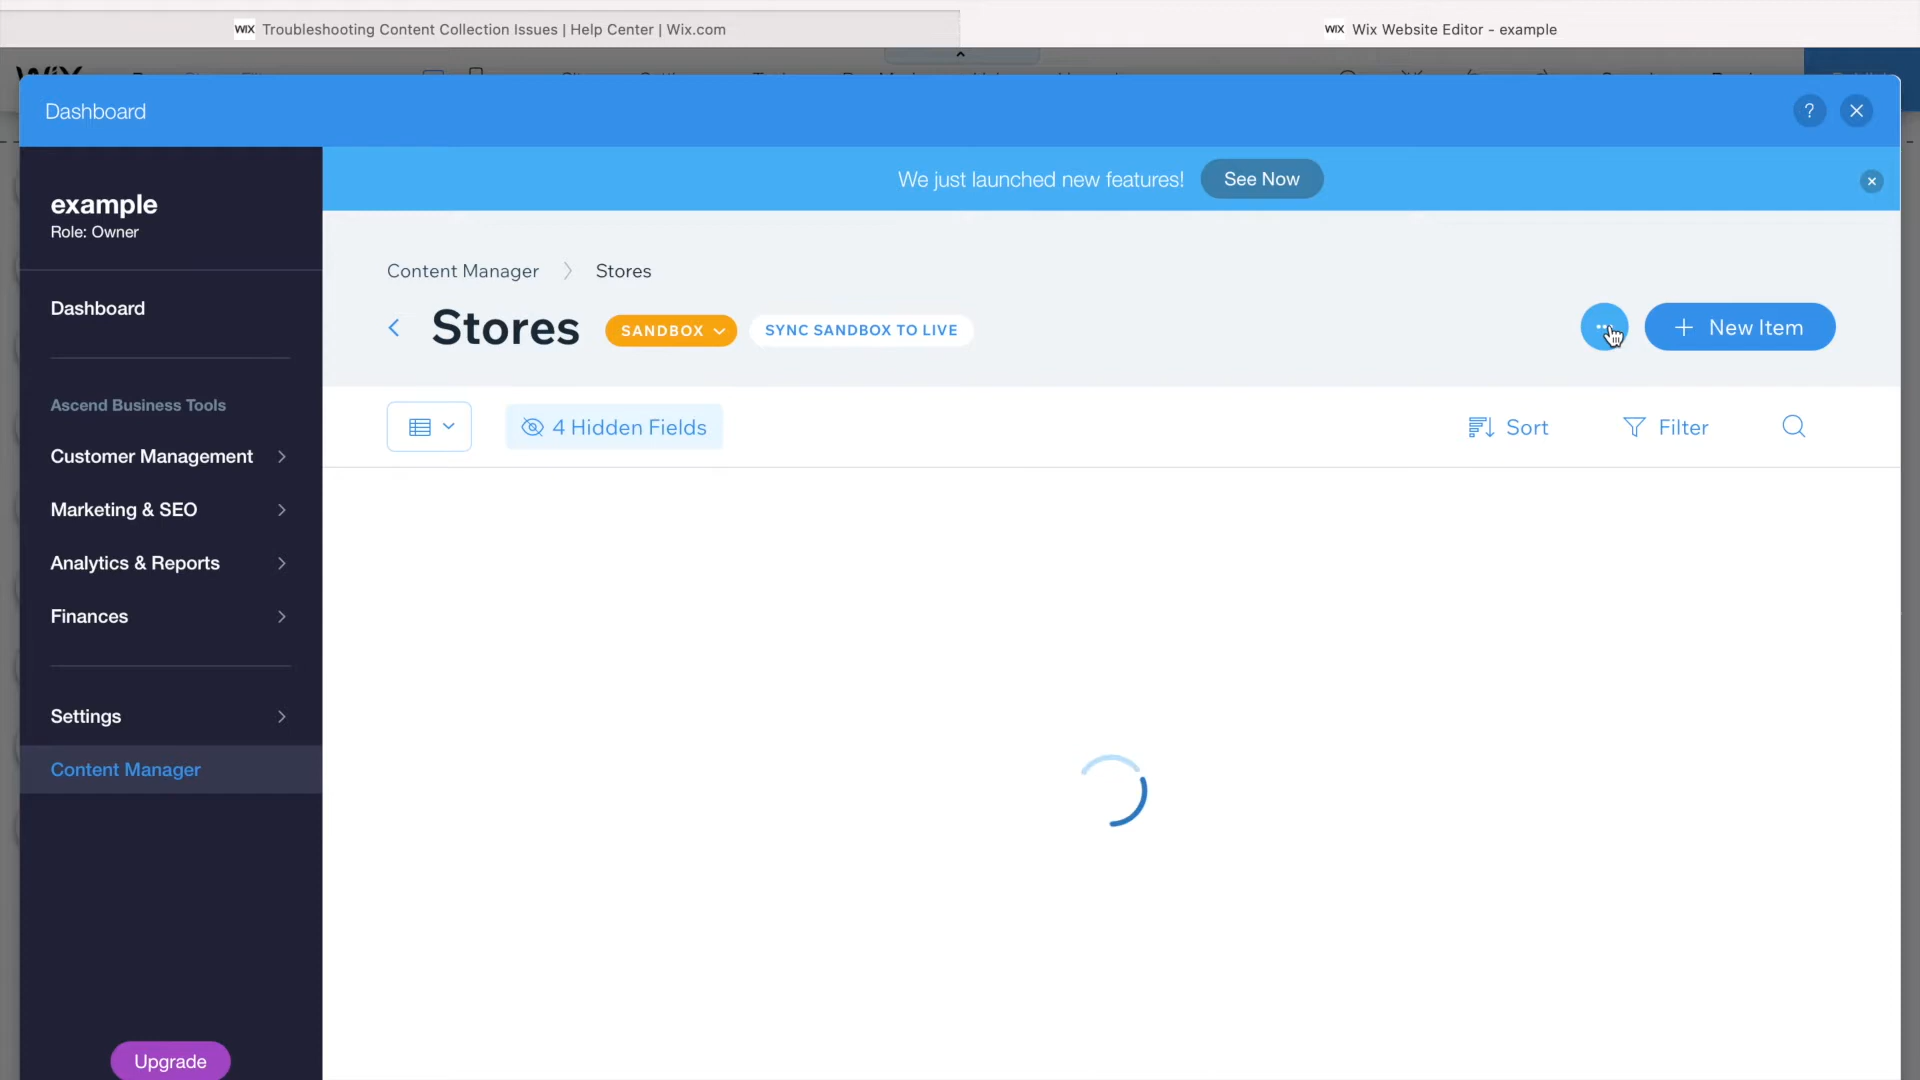 WIX Troubleshooting Content Collection Issues | Help Center | Wix.com
WIX Wix Website Editor - example
Dashboard
?
We just launched new features! See Now
example
Role: Owner
Content Manager > Stores
Stores SANDBOX SYNC SANDBOX TO LIVE
+ New Item
Dashboard
4 Hidden Fields Sort Filter
Ascend Business Tools
Customer Management
Marketing & SEO
Analytics & Reports
Finances
Settings
Content Manager
Upgrade